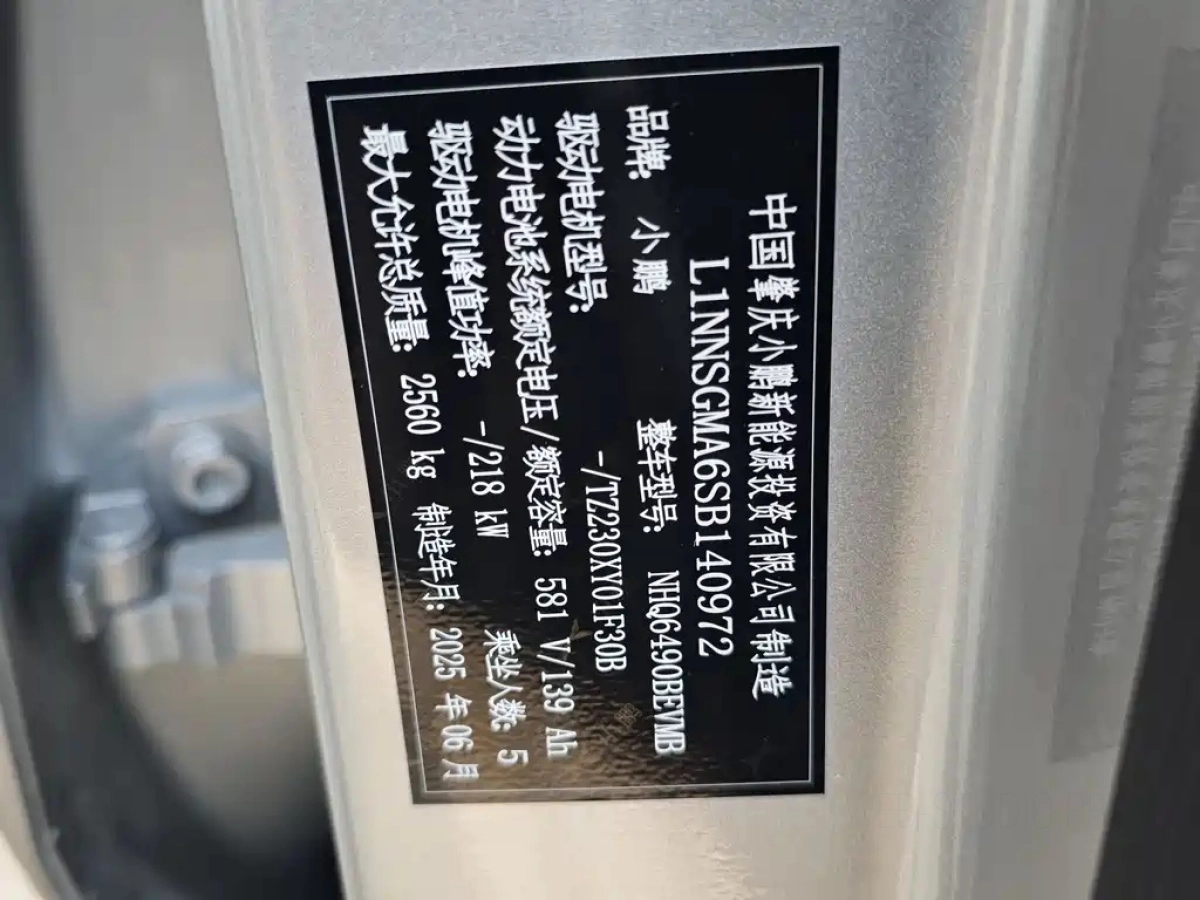 中国肇庆小鹏新能源投资有限公司制造
L1NNSGMA6SB140972
品牌: 小鹏 整车型号: NHQ6490BEVMB
驱动电机型号: -/TZ230XY01F30B
动力电池系统额定电压/额定容量: 581 V/139 Ah
驱动电机峰值功率: -/218 kW 乘坐人数: 5
最大允许总质量: 2560 kg 制造年月: 2025 年 06 月